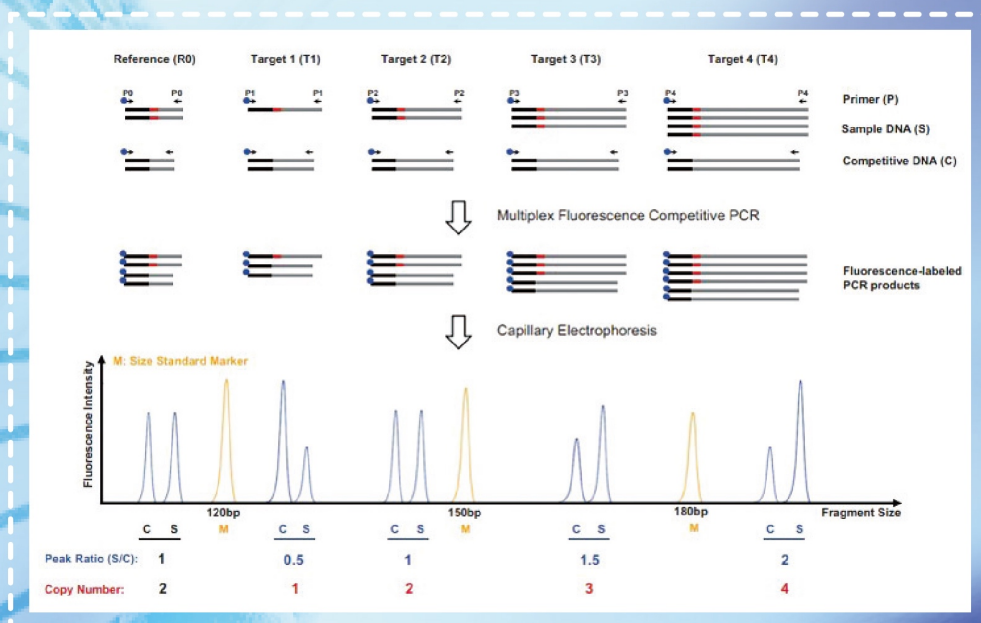 Reference (R0) Target 1 (T1) Target 2 (T2) Target 3 (T3) Target 4 (T4)
P0 P0 P1 P1 P2 P2 P3 P3 P4 P4
Primer (P)
Sample DNA (S)
Competitive DNA (C)
Multiplex Fluorescence Competitive PCR
Fluorescence-labeled
PCR products
Capillary Electrophoresis
M: Size Standard Marker
Fluorescence Intensity
120bp 150bp 180bp Fragment Size
C S M C S C S M C S M C S
Peak Ratio (S/C): 1 0.5 1 1.5 2
Copy Number: 2 1 2 3 4